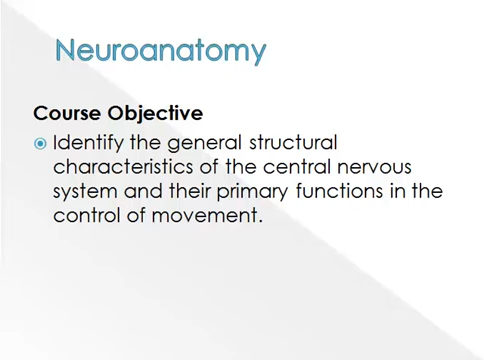 Neuroanatomy
Course Objective
Identify the general structural
characteristics of the central nervous
system and their primary functions in the
control of movement.